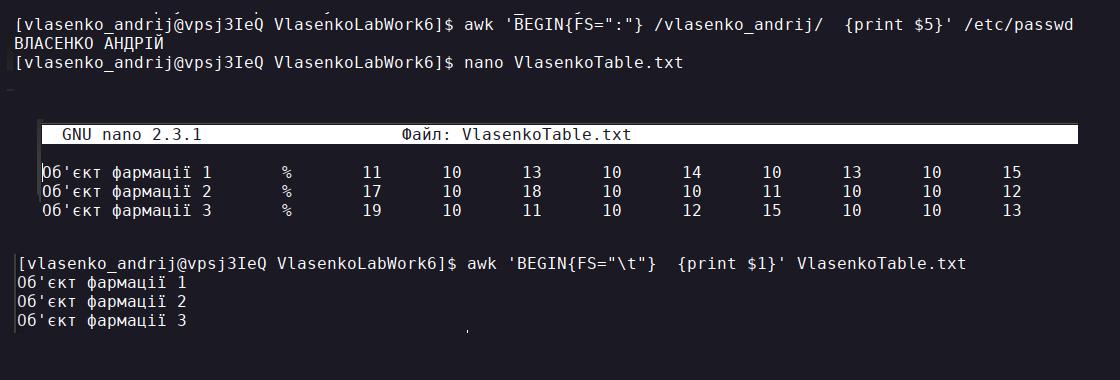 [vlasenko_andrij@vpsj3IeQ VlasenkoLabWork6]$ awk 'BEGIN{FS=":"} /vlasenko_andrij/  {print $5}' /etc/passwd
ВЛАСЕНКО АНДРІЙ
[vlasenko_andrij@vpsj3IeQ VlasenkoLabWork6]$ nano VlasenkoTable.txt
GNU nano 2.3.1 Файл: VlasenkoTable.txt
Об'єкт фармації 1 % 11 10 13 10 14 10 13 10 15
Об'єкт фармації 2 % 17 10 18 10 10 11 10 10 12
Об'єкт фармації 3 % 19 10 11 10 12 15 10 10 13
[vlasenko_andrij@vpsj3IeQ VlasenkoLabWork6]$ awk 'BEGIN{FS="\t"}  {print $1}' VlasenkoTable.txt
Об'єкт фармації 1
Об'єкт фармації 2
Об'єкт фармації 3